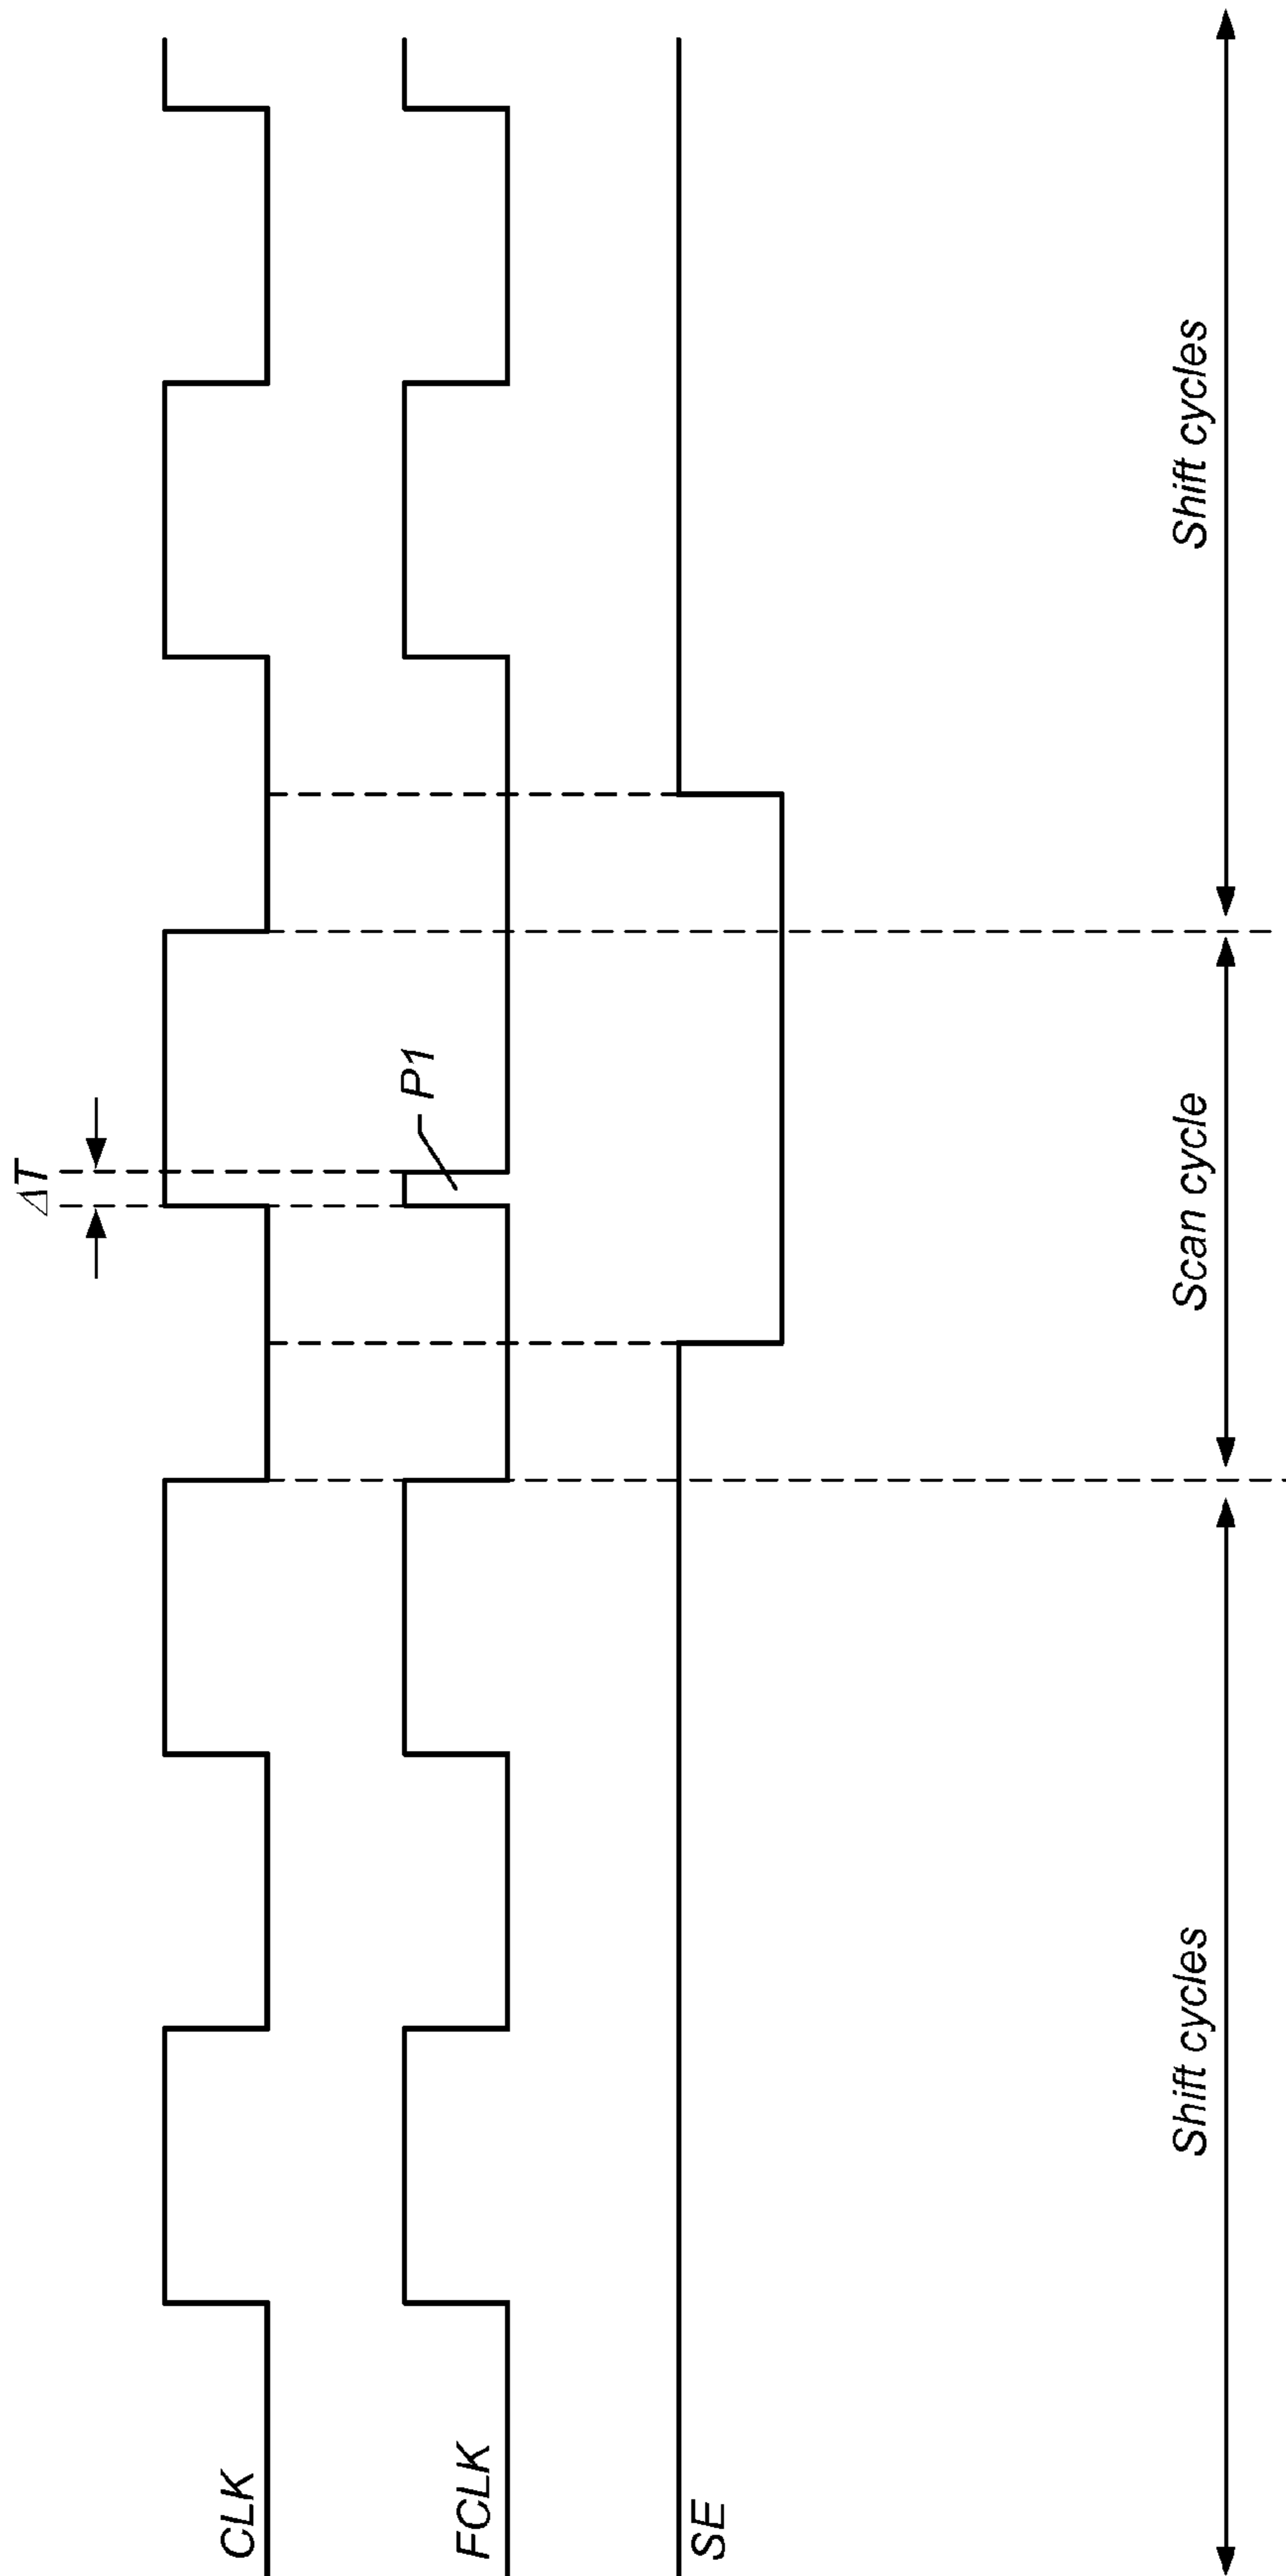 ΔT
CLK
FCLK
P1
SE
Shift cycles
Scan cycle
Shift cycles